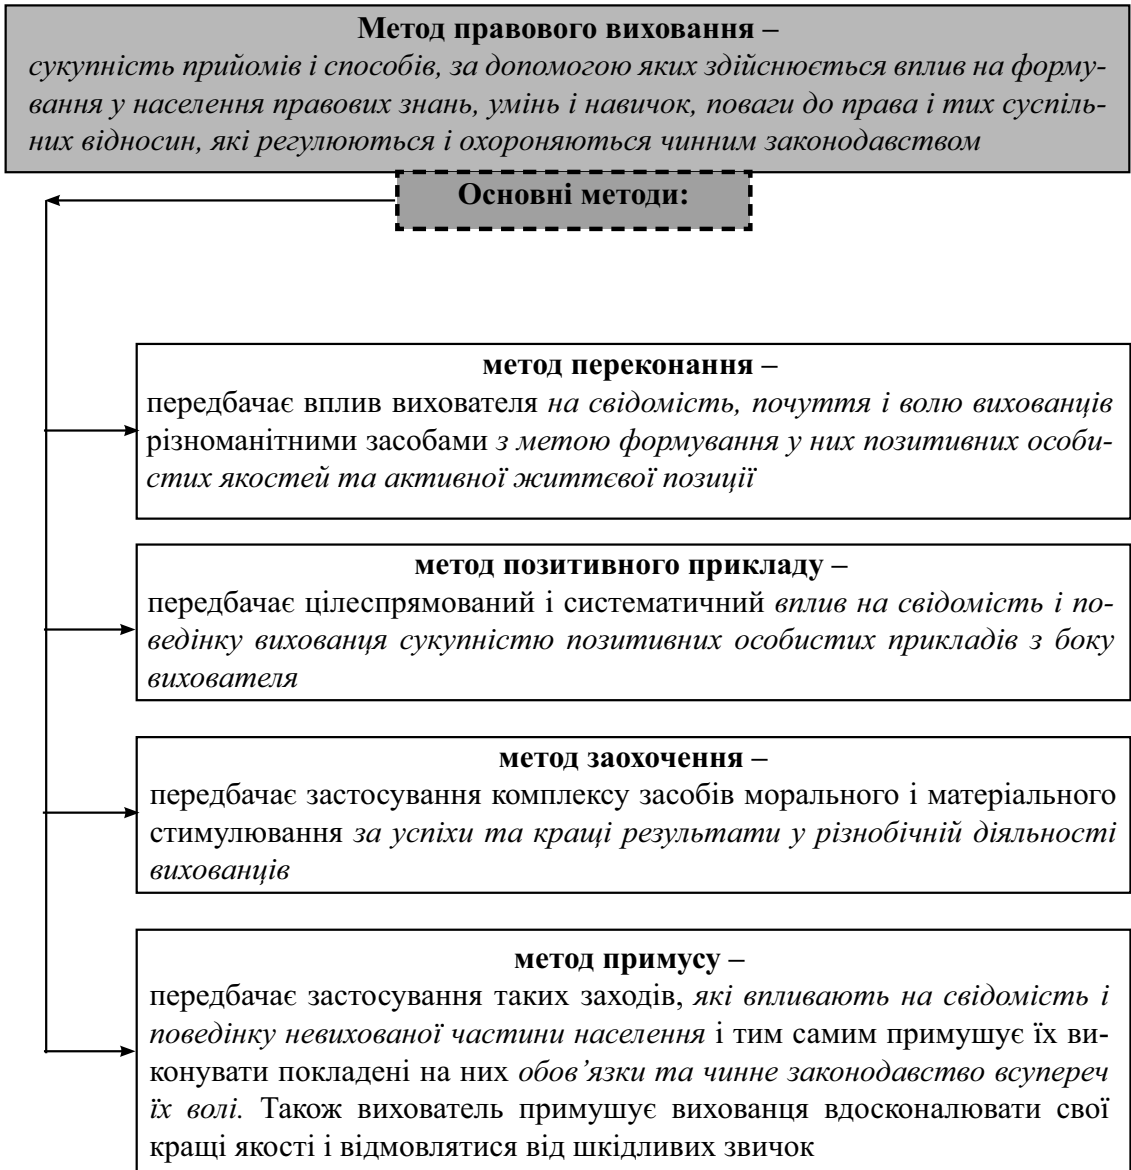 Метод правового виховання –
сукупність прийомів і способів, за допомогою яких здійснюється вплив на форму-
вання у населення правових знань, умінь і навичок, поваги до права і тих суспіль-
них відносин, які регулюються і охороняються чинним законодавством
Основні методи:
метод переконання –
передбачає вплив вихователя на свідомість, почуття і волю вихованців
різноманітними засобами з метою формування у них позитивних особи-
стих якостей та активної життєвої позиції
метод позитивного прикладу –
передбачає цілеспрямований і систематичний вплив на свідомість і по-
ведінку вихованця сукупністю позитивних особистих прикладів з боку
вихователя
метод заохочення –
передбачає застосування комплексу засобів морального і матеріального
стимулювання за успіхи та кращі результати у різнобічній діяльності
вихованців
метод примусу –
передбачає застосування таких заходів, які впливають на свідомість і
поведінку невихованої частини населення і тим самим примушує їх ви-
конувати покладені на них обов’язки та чинне законодавство всупереч
їх волі. Також вихователь примушує вихованця вдосконалювати свої
кращі якості і відмовлятися від шкідливих звичок